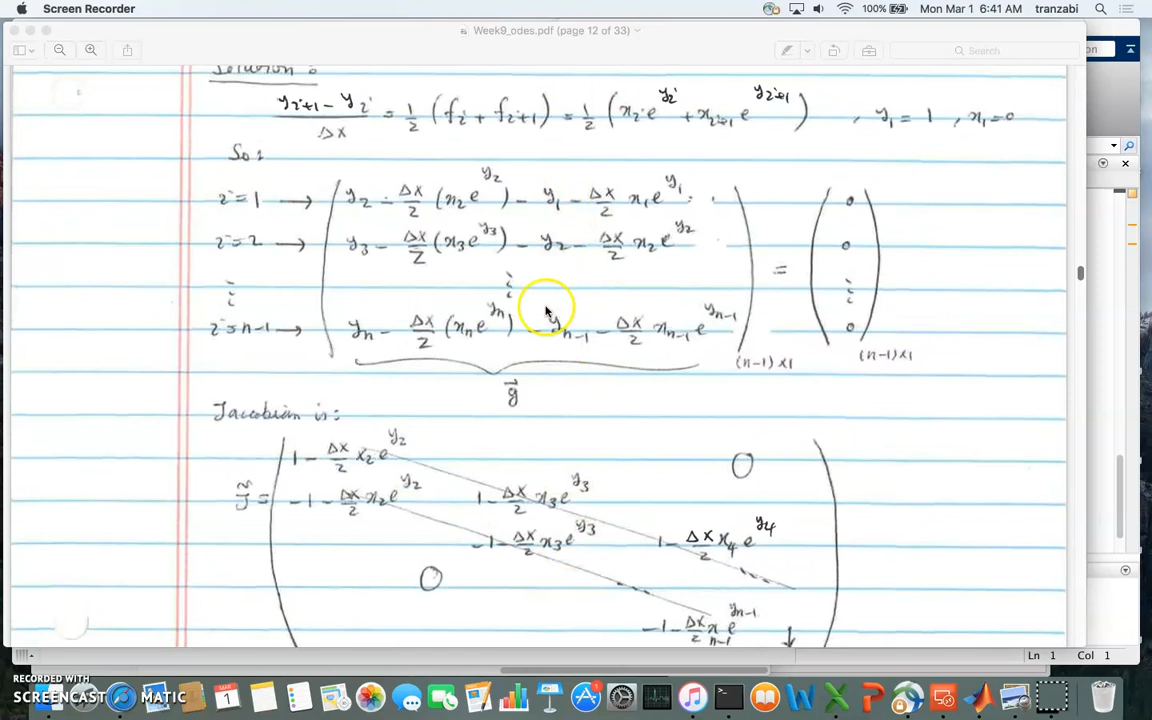 Screen Recorder 100% Mon Mar 1 6:41 AM tranzabi
Week9_odes.pdf (page 12 of 33)
Search
on
Solution :
(y_{i+1} - y_i)/Δx = 1/2 (f_i + f_{i+1}) = 1/2 (x_i e^{y_i} + x_{i+1} e^{y_{i+1}}) , y_1 = 1 , x_1 = 0
So :
i = 1 → y_2 - Δx/2 (x_2 e^{y_2}) - y_1 - Δx/2 x_1 e^{y_1} 0
i = 2 → y_3 - Δx/2 (x_3 e^{y_3}) - y_2 - Δx/2 x_2 e^{y_2} = 0
⋮ ⋮ ⋮
i = n-1 → y_n - Δx/2 (x_n e^{y_n}) - y_{n-1} - Δx/2 x_{n-1} e^{y_{n-1}} 0
(n-1)×1 (n-1)×1
g⃗
Jacobian is :
1 - Δx/2 x_2 e^{y_2} 0
J̃ = -1 - Δx/2 x_2 e^{y_2} 1 - Δx/2 x_3 e^{y_3}
-1 - Δx/2 x_3 e^{y_3} 1 - Δx/2 x_4 e^{y_4}
0
-1 - Δx/2 x_{n-1} e^{y_{n-1}} ↓
Ln 1 Col 1
RECORDED WITH
SCREENCAST MATIC